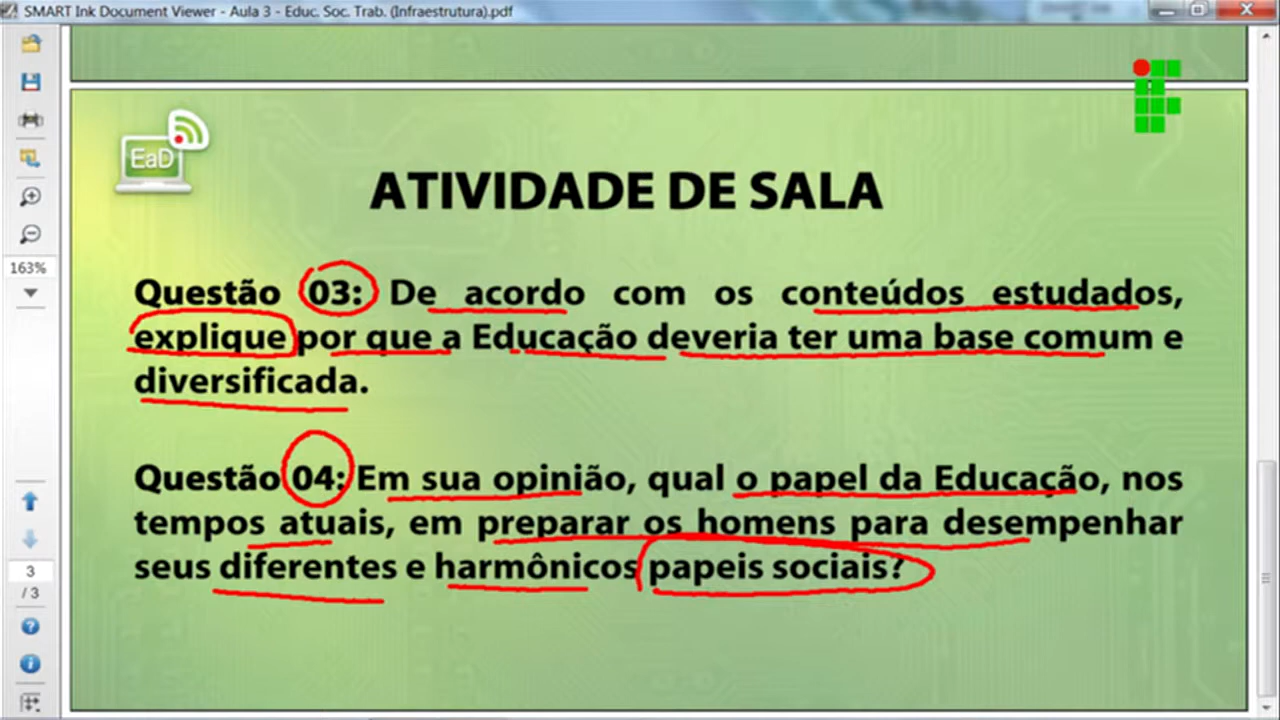 SMART Ink Document Viewer - Aula 3 - Educ. Soc. Trab. (Infraestrutura).pdf
163%
3
/ 3
EaD
ATIVIDADE DE SALA
Questão 03: De acordo com os conteúdos estudados,
explique por que a Educação deveria ter uma base comum e
diversificada.
Questão 04: Em sua opinião, qual o papel da Educação, nos
tempos atuais, em preparar os homens para desempenhar
seus diferentes e harmônicos papeis sociais?